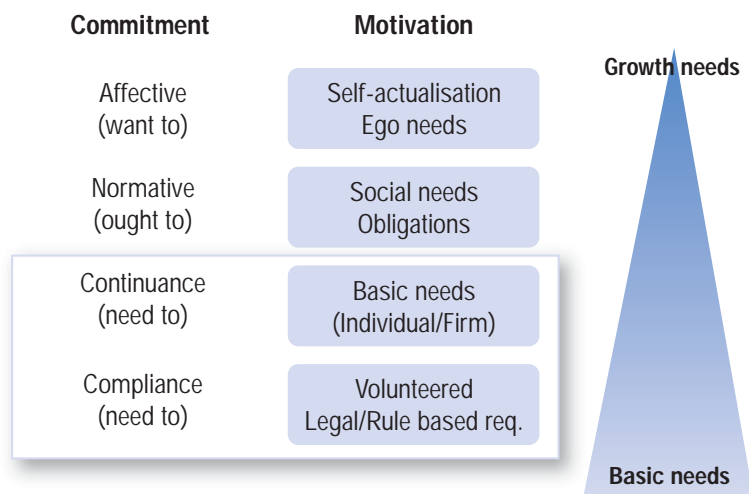 Commitment
Motivation
Growth needs
Affective
(want to)
Self-actualisation
Ego needs
Normative
(ought to)
Social needs
Obligations
Continuance
(need to)
Basic needs
(Individual/Firm)
Compliance
(need to)
Volunteered
Legal/Rule based req.
Basic needs